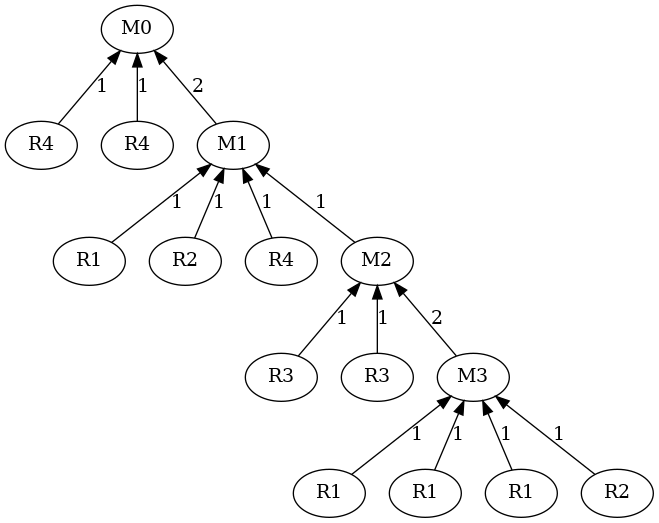 M0
1 1 2
R4 R4 M1
1 1 1 1
R1 R2 R4 M2
1 1 2
R3 R3 M3
1 1 1 1
R1 R1 R1 R2